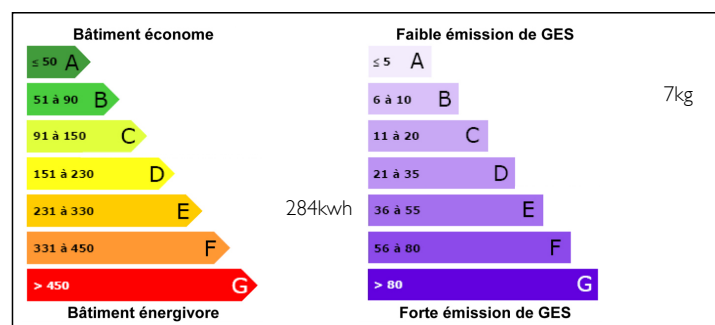 Bâtiment économe
≤ 50 A
51 à 90 B
91 à 150 C
151 à 230 D
231 à 330 E
284kwh
331 à 450 F
> 450 G
Bâtiment énergivore
Faible émission de GES
≤ 5 A
6 à 10 B
7kg
11 à 20 C
21 à 35 D
36 à 55 E
56 à 80 F
> 80 G
Forte émission de GES